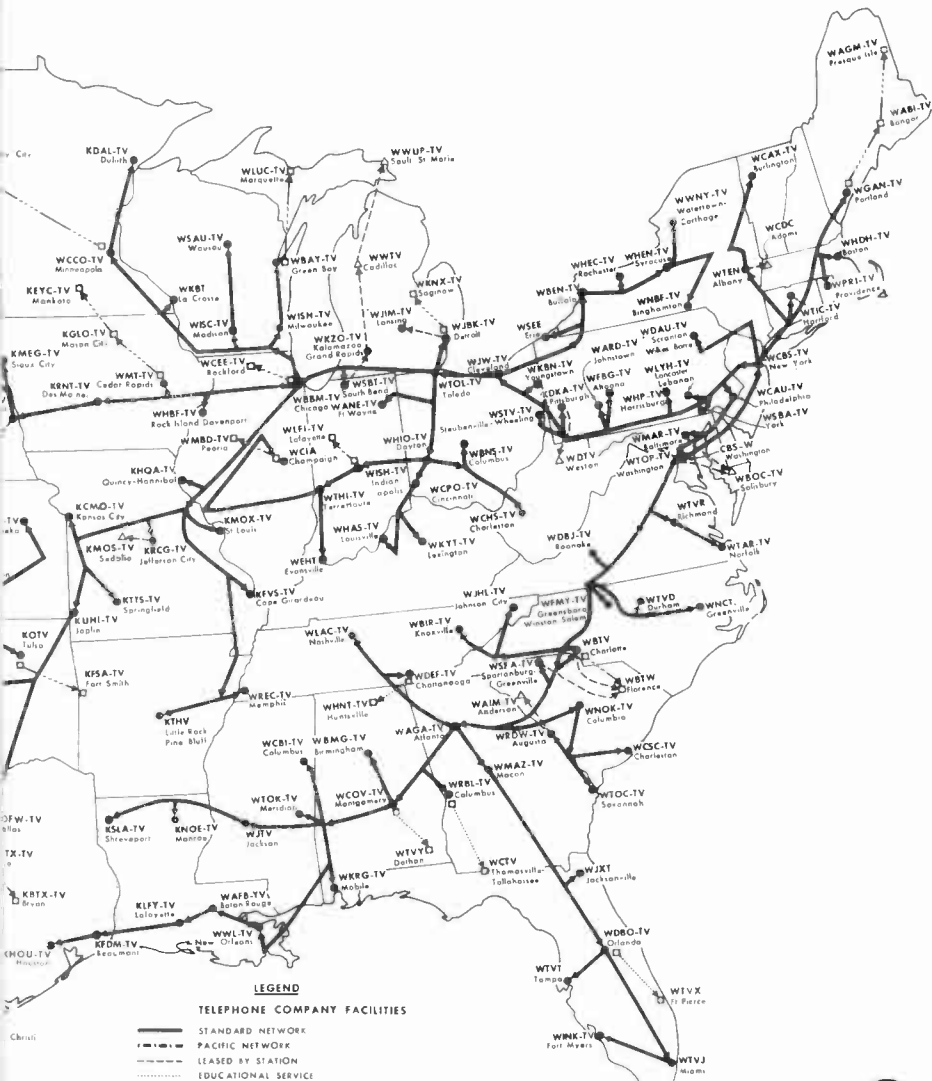 WAGM-TV
Presque Isle
WABI-TV
Bangor
KDAL-TV
Duluth
WLUC-TV
Marquette
WWUP-TV
Sault St Marie
WCAX-TV
Burlington
WGAN-TV
Portland
WWNY-TV
Watertown-
Carthage
WCDC
Adams
WHDH-TV
Boston
WPRI-TV
Providence
WTIC-TV
Hartford
WCCO-TV
Minneapolis
WSAU-TV
Wausau
WBAY-TV
Green Bay
WWTV
Cadillac
WKNX-TV
Saginaw
WHEC-TV
Rochester
WHEN-TV
Syracuse
WBEN-TV
Buffalo
WTEN
Albany
WNBF-TV
Binghamton
KEYC-TV
Mankato
WKBT
La Crosse
WISC-TV
Madison
WISN-TV
Milwaukee
WJIM-TV
Lansing
WJBK-TV
Detroit
WKZO-TV
Kalamazoo
Grand Rapids
WSEE
Erie
WDAU-TV
Scranton
WARD-TV
Johnstown
KGLO-TV
Mason City
KMEG-TV
Sioux City
WCEE-TV
Rockford
WMT-TV
Cedar Rapids
KRNT-TV
WHBF-TV
Rock Island Davenport
WBBM-TV
Chicago
WSBT-TV
South Bend
WANE-TV
Ft Wayne
WTOL-TV
Toledo
WJW-TV
Cleveland
WKBN-TV
Youngstown
KDKA-TV
Pittsburgh
WFBG-TV
WLYH-TV
Lancaster
Lebanon
WHP-TV
Harrisburg
WCBS-TV
New York
WCAU-TV
Philadelphia
WSBA-TV
York
WSTV-TV
Steubenville-
Wheeling
WDTV
Weston
WMAR-TV
Baltimore
WTOP-TV
Washington
CBS-W
Washington
WBOC-TV
Salisbury
WMBD-TV
Peoria
WCIA
Champaign
WLFI-TV
Lafayette
WHIO-TV
Dayton
WBNS-TV
Columbus
WISH-TV
Indian
apolis
WCPO-TV
Cincinnati
WCHS-TV
Charleston
KHQA-TV
Quincy-Hannibal
WTHI-TV
Terre Haute
KCMO-TV
Kansas City
KMOX-TV
St Louis
WHAS-TV
Louisville
WKYT-TV
Lexington
KMOS-TV
Sedalia
KRCG-TV
Jefferson City
WEHT
Evansville
WTVR
Richmond
WTAR-TV
Norfolk
WDBJ-TV
Roanoke
KYTS-TV
Springfield
KFVS-TV
Cape Girardeau
KUHI-TV
Joplin
WJHL-TV
Johnson City
WFMY-TV
Greensboro
Winston Salem
WTVD
Durham
WNCT
Greenville
KOTV
Tulsa
WLAC-TV
Nashville
WBIR-TV
Knoxville
WBTV
Charlotte
KFSA-TV
Fort Smith
WDEF-TV
Chattanooga
Spartanburg
Greenville
WBTW
Florence
WREC-TV
Memphis
WHNT-TV
Huntsville
WAIM-TV
Anderson
WNOK-TV
Columbia
KTHV
Little Rock
Pine Bluff
WAGA-TV
Atlanta
WRDW-TV
Augusta
WCBI-TV
Columbus
WBMG-TV
Birmingham
WCSC-TV
Charleston
WMAZ-TV
Macon
WTOK-TV
Meridian
WCOV-TV
Montgomery
WRBL-TV
Columbus
WTOC-TV
Savannah
KSLA-TV
Shreveport
KNOE-TV
Monroe
WJTV
Jackson
WTVY
Dothan
WCTV
Thomasville-
Tallahassee
WJXT
Jacksonville
KBTX-TV
Bryan
KLFY-TV
Lafayette
WAFB-TV
Baton Rouge
WKRG-TV
Mobile
WWL-TV
New Orleans
KHOU-TV
Houston
KFDM-TV
Beaumont
WDBO-TV
Orlando
WTVT
Tampa
WTVX
Ft Pierce
WINK-TV
Fort Myers
WTVJ
Miami
Christi
LEGEND
TELEPHONE COMPANY FACILITIES
STANDARD NETWORK
PACIFIC NETWORK
LEASED BY STATION
EDUCATIONAL SERVICE